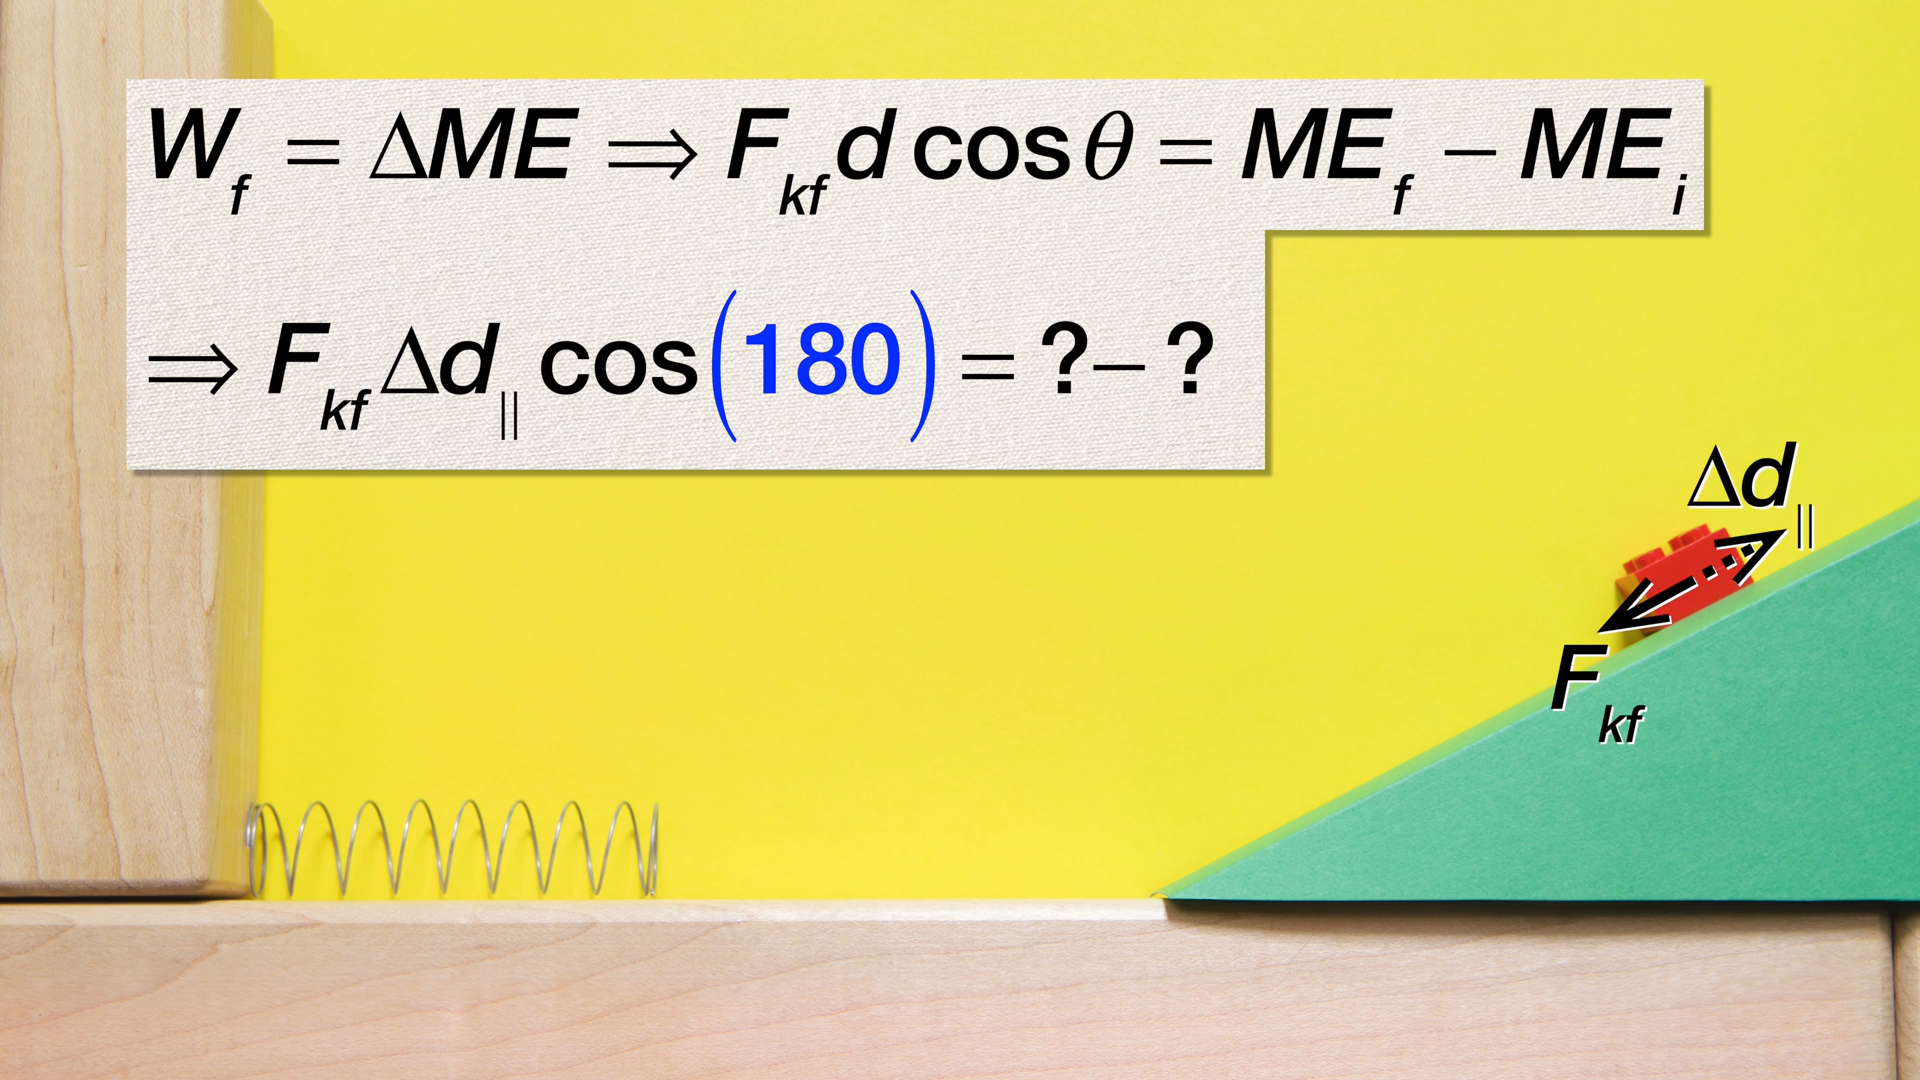 W_f = ΔME ⇒ F_kf d cos θ = ME_f − ME_i
⇒ F_kf Δd_|| cos(180) = ? − ?
Δd_||
F_kf